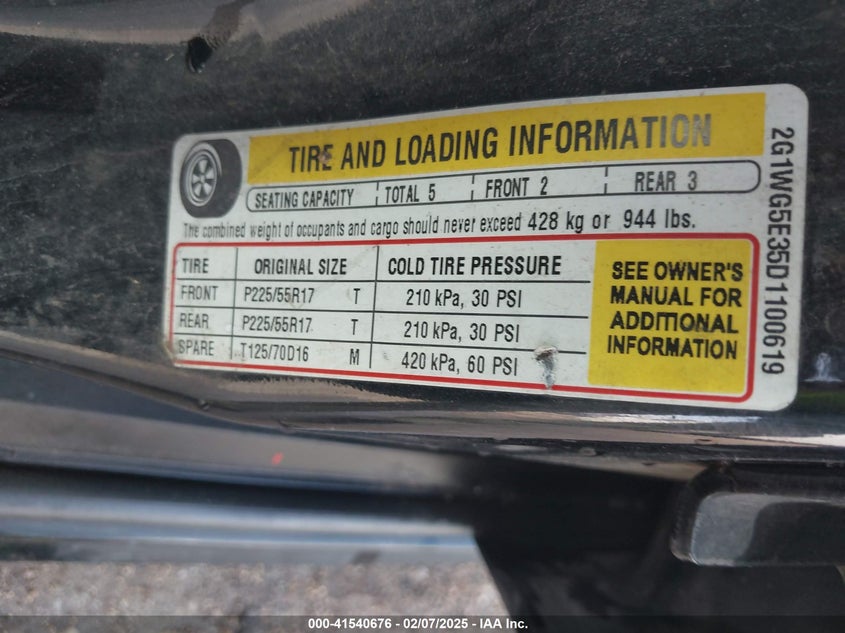 TIRE AND LOADING INFORMATION
SEATING CAPACITY TOTAL 5 FRONT 2 REAR 3
The combined weight of occupants and cargo should never exceed 428 kg or 944 lbs.
TIRE ORIGINAL SIZE COLD TIRE PRESSURE
FRONT P225/55R17 T 210 kPa, 30 PSI
REAR P225/55R17 T 210 kPa, 30 PSI
SPARE T125/70D16 M 420 kPa, 60 PSI
SEE OWNER'S
MANUAL FOR
ADDITIONAL
INFORMATION
2G1WG5E35D1100619
000-41540676 - 02/07/2025 - IAA Inc.